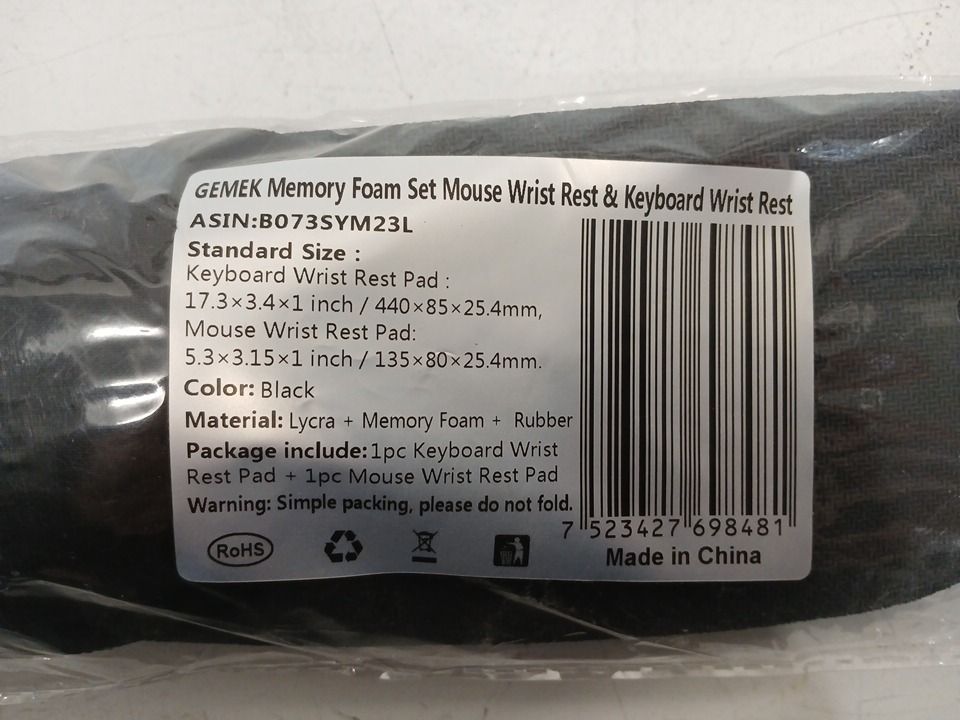 GEMEK Memory Foam Set Mouse Wrist Rest & Keyboard Wrist Rest
ASIN:B073SYM23L
Standard Size :
Keyboard Wrist Rest Pad :
17.3×3.4×1 inch / 440×85×25.4mm,
Mouse Wrist Rest Pad:
5.3×3.15×1 inch / 135×80×25.4mm.
Color: Black
Material: Lycra + Memory Foam + Rubber
Package include: 1pc Keyboard Wrist
Rest Pad + 1pc Mouse Wrist Rest Pad
Warning: Simple packing, please do not fold.
7 523427 698481
RoHS
Made in China